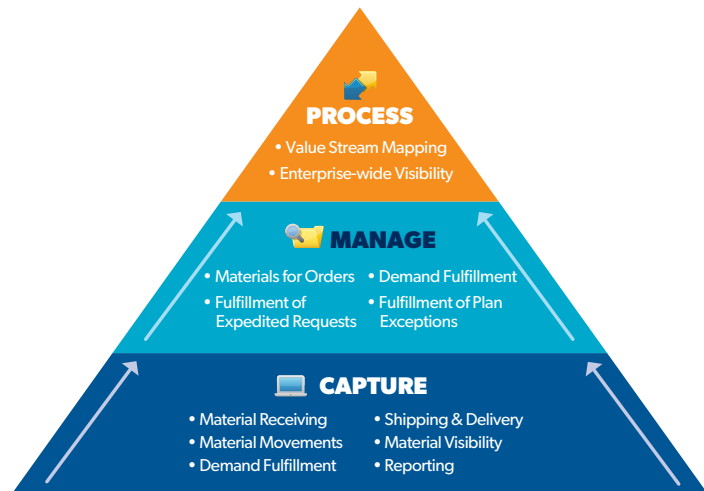 PROCESS
• Value Stream Mapping
• Enterprise-wide Visibility
MANAGE
• Materials for Orders
• Fulfillment of
Expedited Requests
• Demand Fulfillment
• Fulfillment of Plan
Exceptions
CAPTURE
• Material Receiving
• Material Movements
• Demand Fulfillment
• Shipping & Delivery
• Material Visibility
• Reporting